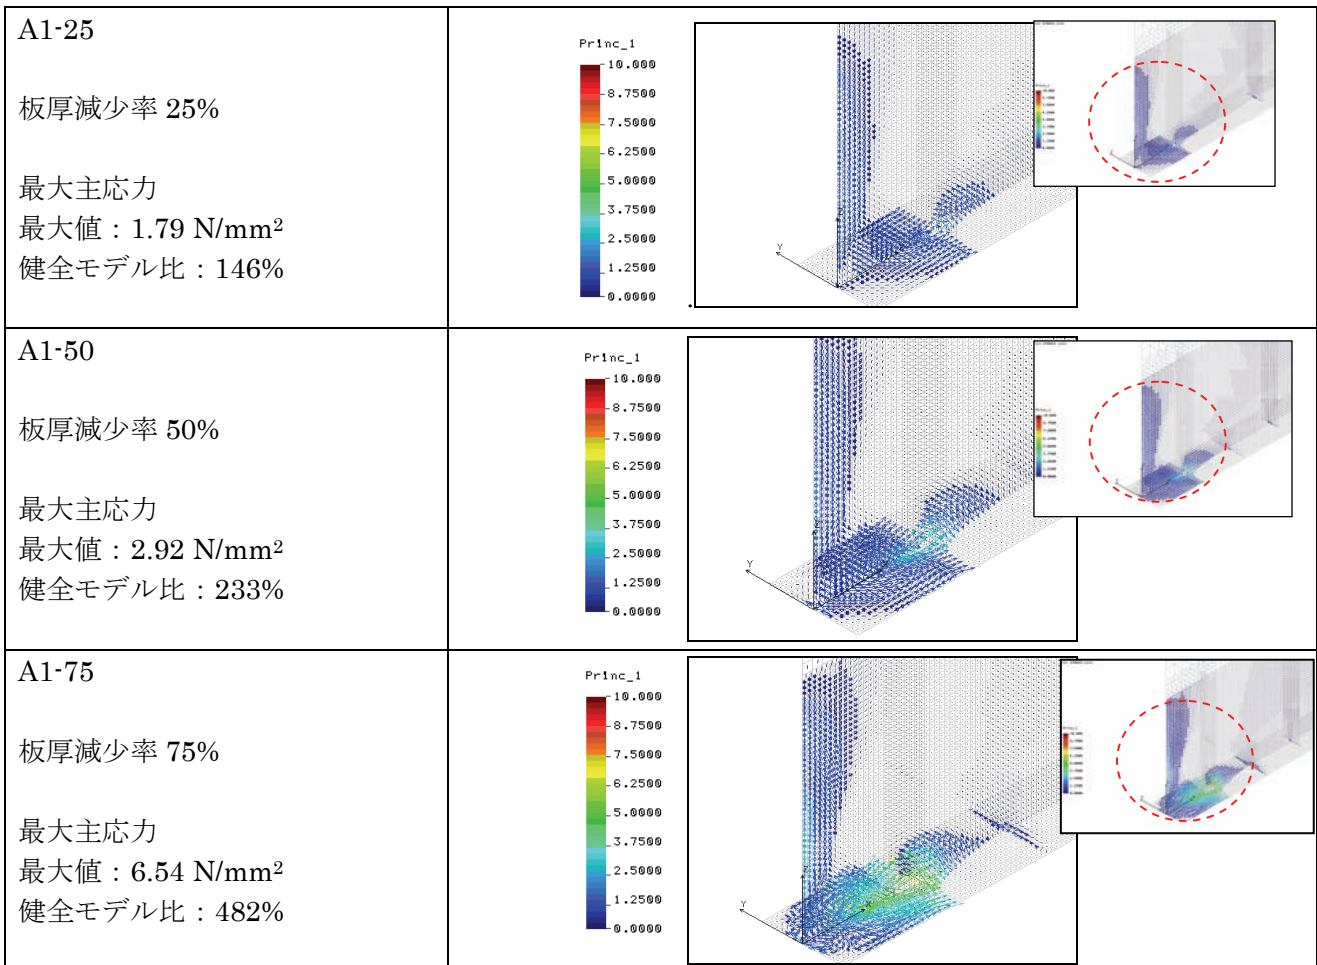 A1-25
板厚減少率 25%
最大主応力
最大値：1.79 N/mm²
健全モデル比：146%
Princ_1
10.000
8.7500
7.5000
6.2500
5.0000
3.7500
2.5000
1.2500
0.0000
Y
Z
A1-50
板厚減少率 50%
最大主応力
最大値：2.92 N/mm²
健全モデル比：233%
Princ_1
10.000
8.7500
7.5000
6.2500
5.0000
3.7500
2.5000
1.2500
0.0000
Y
Z
A1-75
板厚減少率 75%
最大主応力
最大値：6.54 N/mm²
健全モデル比：482%
Princ_1
10.000
8.7500
7.5000
6.2500
5.0000
3.7500
2.5000
1.2500
0.0000
Y
Z
X